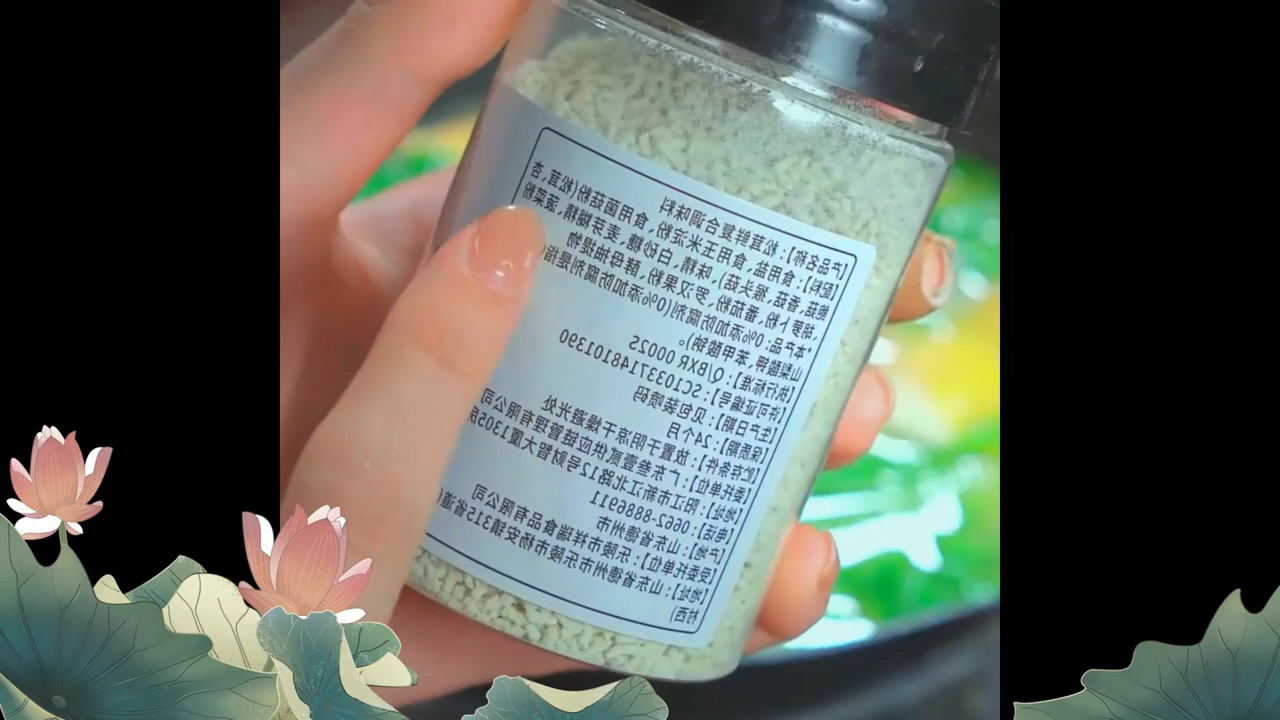 【产品名称】：松茸鲜复合调味料
【配料】：食用盐、食用玉米淀粉、食用菌菇粉(松茸、杏
鲍菇、香菇、猴头菇)、味精、白砂糖、麦芽糊精、菠菜粉
胡萝卜粉、番茄粉、罗汉果粉、酵母抽提物
*本产品：0%添加防腐剂(0%添加防腐剂是指
山梨酸钾、苯甲酸钠)。
【执行标准】：Q/BXR 0002S
【许可证编号】：SC10337148101390
【生产日期】：见包装喷码
【保质期】：24个月
【贮存条件】：放置于阴凉干燥避光处
【委托单位】：广东叁壹贰供应链管理有限公司
【地址】：阳江市新江北路12号财智大厦1305房
【电话】：0662-8886911
【产地】：山东省德州市
【受委托单位】：乐陵市祥瑞食品有限公司
【地址】：山东省德州市乐陵市杨安镇315省道(
村西)